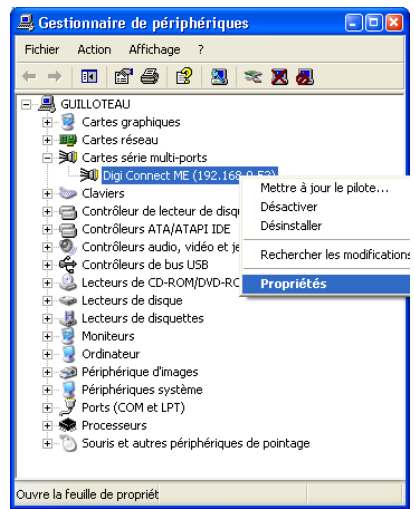 Gestionnaire de périphériques
Fichier Action Affichage ?
GUILLOTEAU
Cartes graphiques
Cartes réseau
Cartes série multi-ports
Digi Connect ME (192.168.
Claviers
Contrôleur de lecteur de
Contrôleurs ATA/ATAPI IDE
Contrôleurs audio, vidéo et
Contrôleurs de bus USB
Lecteurs de CD-ROM/DVD-RO
Lecteurs de disque
Lecteurs de disquettes
Moniteurs
Ordinateur
Périphérique d'images
Périphériques système
Ports (COM et LPT)
Processeurs
Souris et autres périphériques de pointage
Mettre à jour le pilote...
Désactiver
Désinstaller
Rechercher les modifications
Propriétés
Ouvre la feuille de propriét